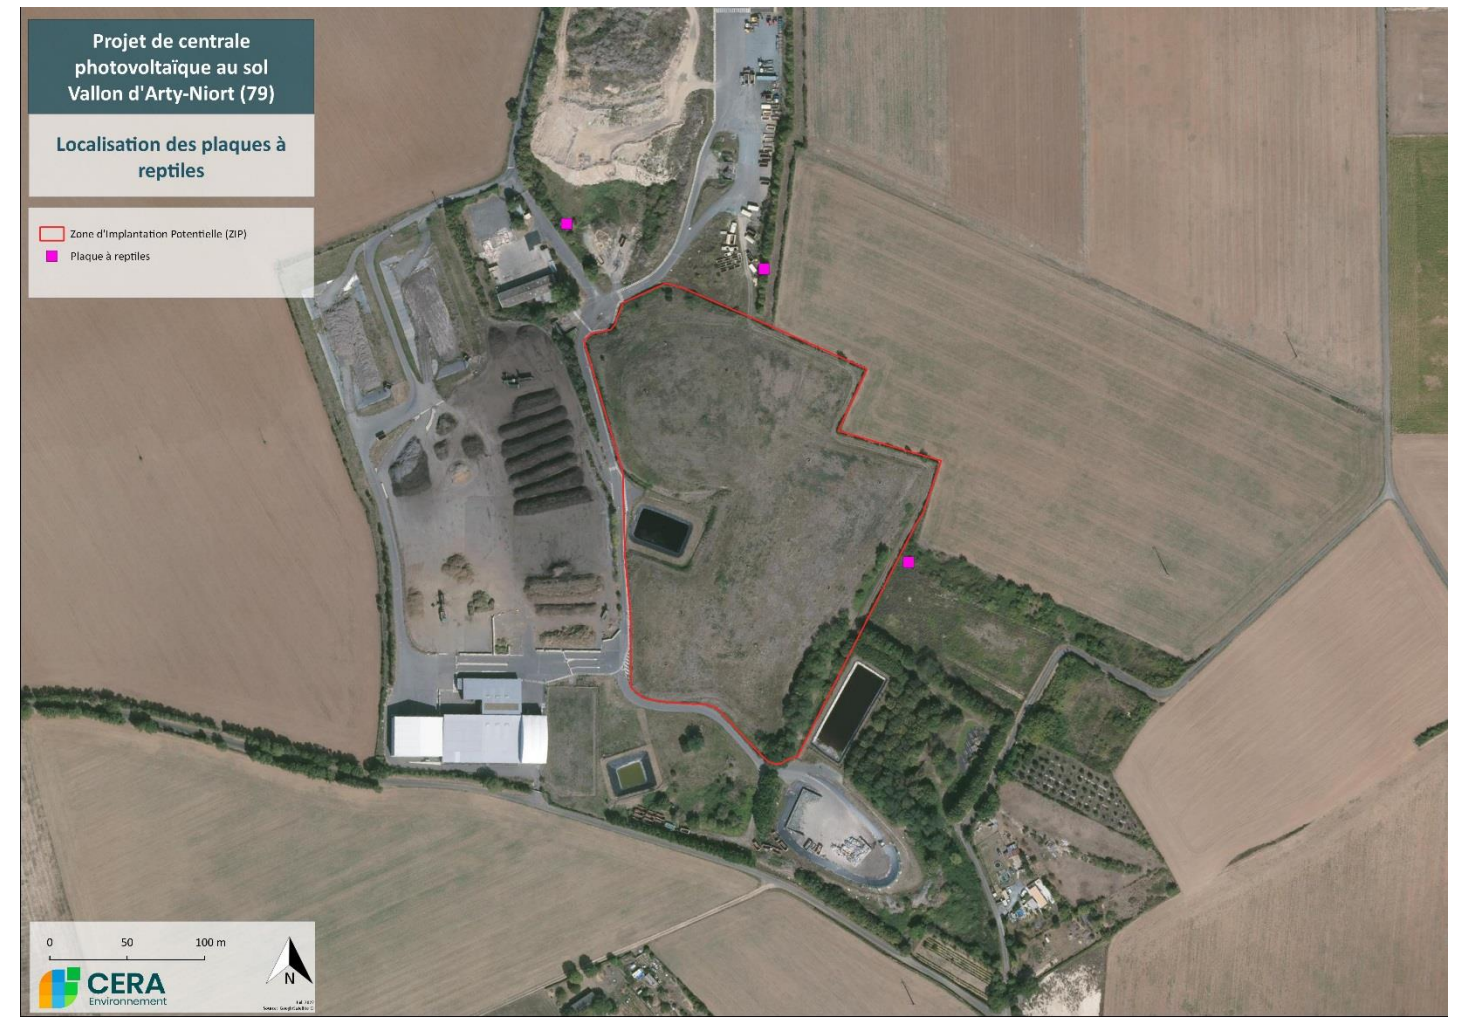 Projet de centrale
photovoltaïque au sol
Vallon d'Arty-Niort (79)
Localisation des plaques à
reptiles
Zone d'Implantation Potentielle (ZIP)
Plaque à reptiles
0 50 100 m
N
CERA
Environnement